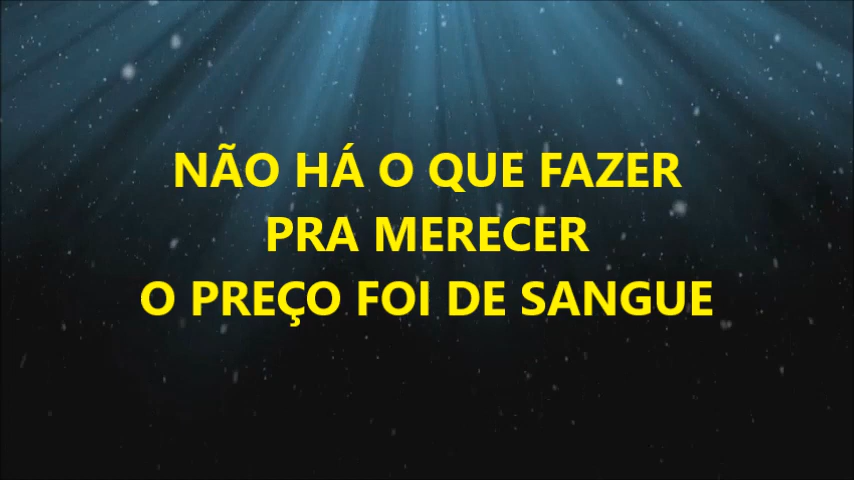 NÃO HÁ O QUE FAZER
PRA MERECER
O PREÇO FOI DE SANGUE